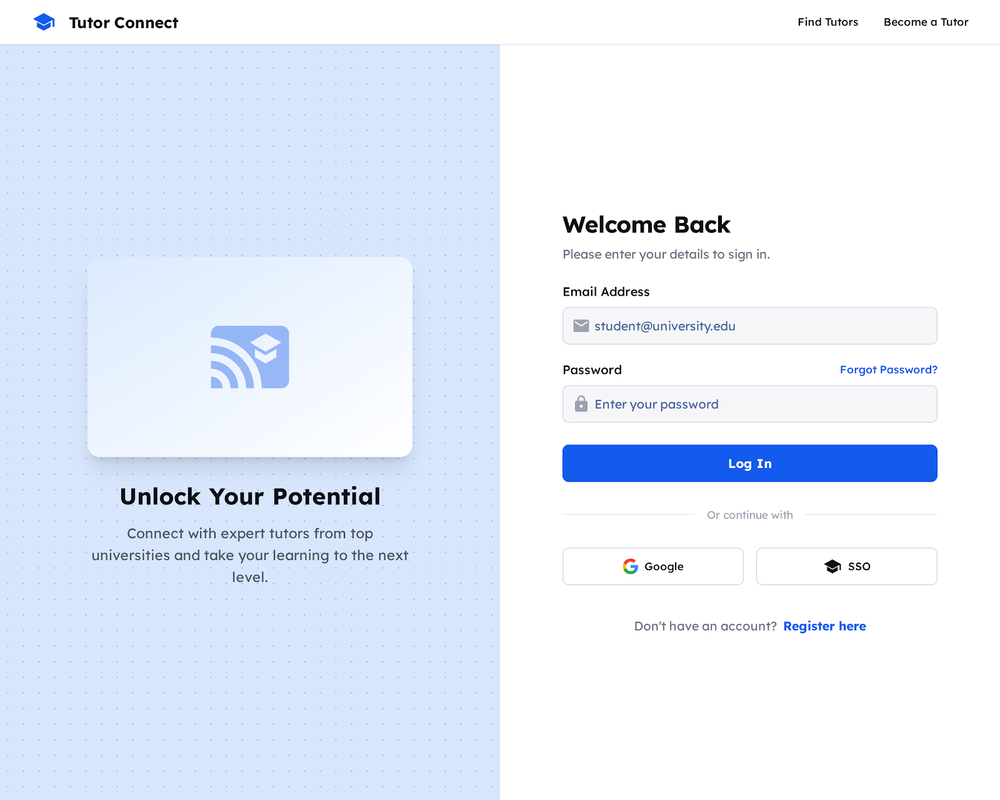 Tutor Connect
Find Tutors
Become a Tutor
Unlock Your Potential
Connect with expert tutors from top
universities and take your learning to the next
level.
Welcome Back
Please enter your details to sign in.
Email Address
student@university.edu
Password
Forgot Password?
Enter your password
Log In
Or continue with
Google
SSO
Don't have an account? Register here